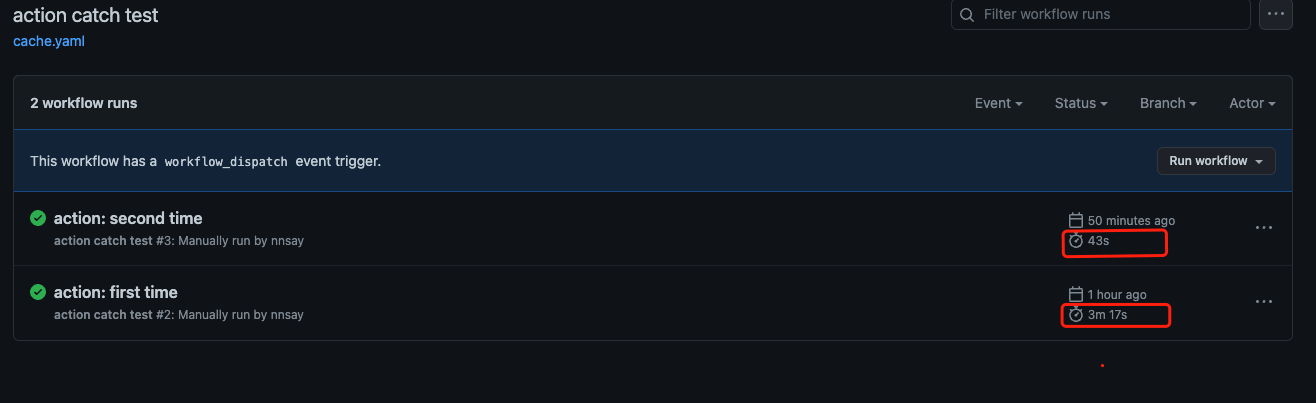 action catch test
Filter workflow runs
cache.yaml
2 workflow runs
Event
Status
Branch
Actor
This workflow has a workflow_dispatch event trigger.
Run workflow
action: second time
50 minutes ago
action catch test #3: Manually run by nnsay
43s
action: first time
1 hour ago
action catch test #2: Manually run by nnsay
3m 17s